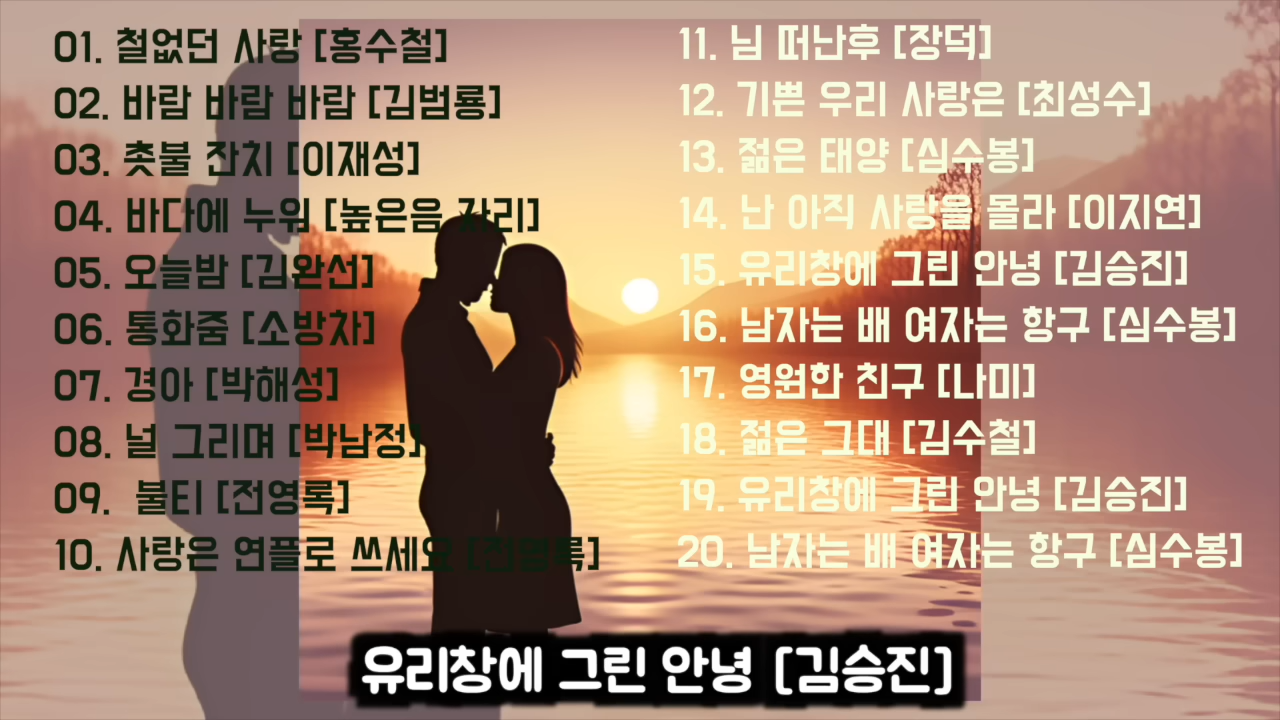 01. 철없던 사랑 [홍수철]
02. 바람 바람 바람 [김범룡]
03. 촛불 잔치 [이재성]
04. 바다에 누워 [높은음 자리]
05. 오늘밤 [김완선]
06. 통화중 [소방차]
07. 경아 [박해성]
08. 널 그리며 [박남정]
09. 불티 [전영록]
10. 사랑은 연플로 쓰세요 [전영록]
11. 님 떠난후 [장덕]
12. 기쁜 우리 사랑은 [최성수]
13. 젊은 태양 [심수봉]
14. 난 아직 사랑을 몰라 [이지연]
15. 유리창에 그린 안녕 [김승진]
16. 남자는 배 여자는 항구 [심수봉]
17. 영원한 친구 [나미]
18. 젊은 그대 [김수철]
19. 유리창에 그린 안녕 [김승진]
20. 남자는 배 여자는 항구 [심수봉]
유리창에 그린 안녕 [김승진]